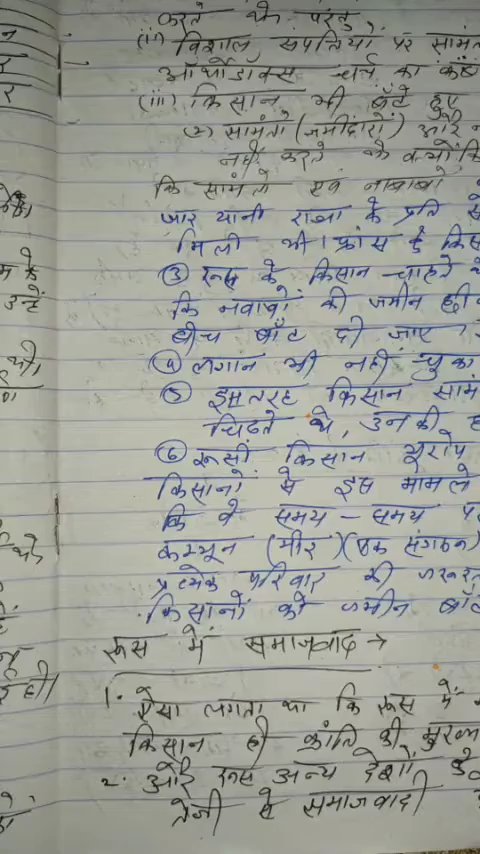 करते थे परंतु
(ii) विशाल संपत्तियों पर सामंत
ऑर्थोडॉक्स चर्च का कब्
(iii) किसान भी बँटे हुए
(२) सामंतो (जमींदारों) और न
नहीं करते थे क्योंकि
कि सामंतो एवं नाबाबो
जार यानी राजा के प्रति से
मिली थी। फ्रांस के किस
③ रूस के किसान चाहते थे
कि नवाबों की जमीन छी
बीच बाँट दी जाए
④ लगान भी नहीं चुका
⑤ इस तरह किसान सामं
चिढ़ते थे, उनकी ह
⑥ रूसी किसान यूरोप
किसानों से इस मामले
कि वे समय - समय पर
कम्यून (मीर) (एक संगठन)
प्रत्येक परिवार की जरूरत
किसानों को जमीन बाँट
रूस में समाजवाद →
1. ऐसा लगता था कि रूस में
किसान ही क्रांति की मुख्य
2. और रूस अन्य देशों के
तेजी से समाजवादी